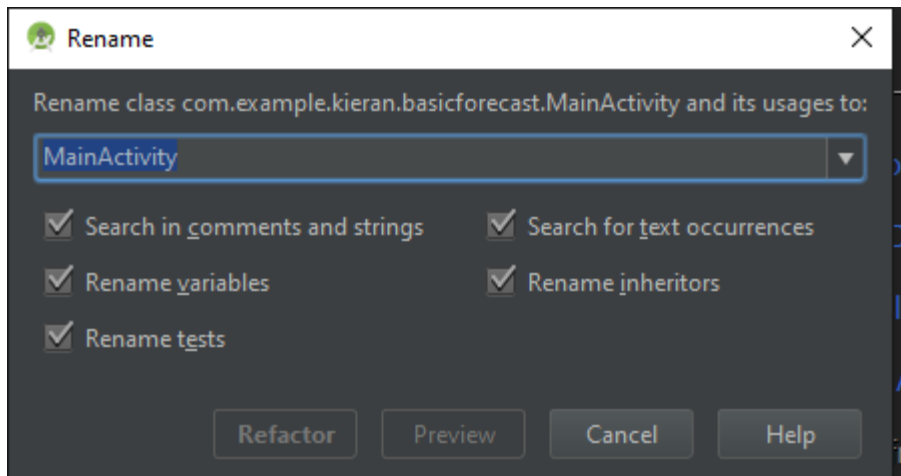 Rename
Rename class com.example.kieran.basicforecast.MainActivity and its usages to:
MainActivity
Search in comments and strings
Search for text occurrences
Rename variables
Rename inheritors
Rename tests
Refactor
Preview
Cancel
Help